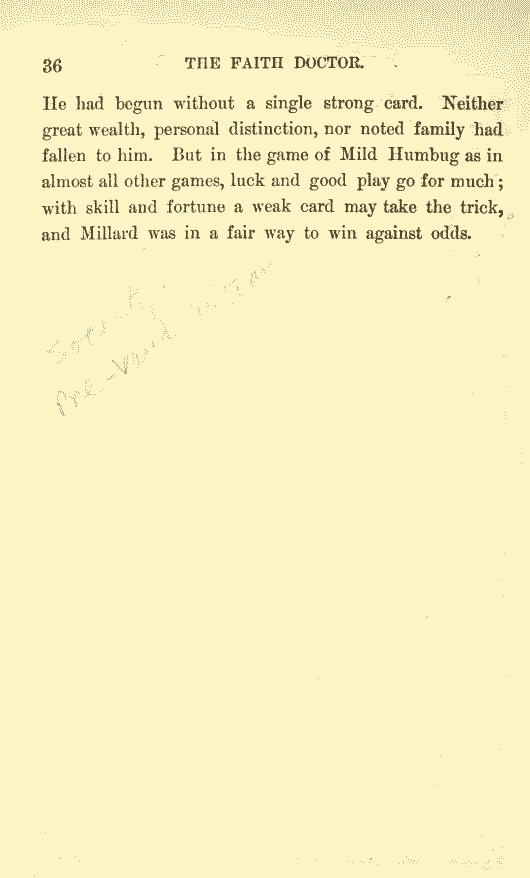 36 THE FAITH DOCTOR.
He had begun without a single strong card. Neither
great wealth, personal distinction, nor noted family had
fallen to him. But in the game of Mild Humbug as in
almost all other games, luck and good play go for much;
with skill and fortune a weak card may take the trick,
and Millard was in a fair way to win against odds.